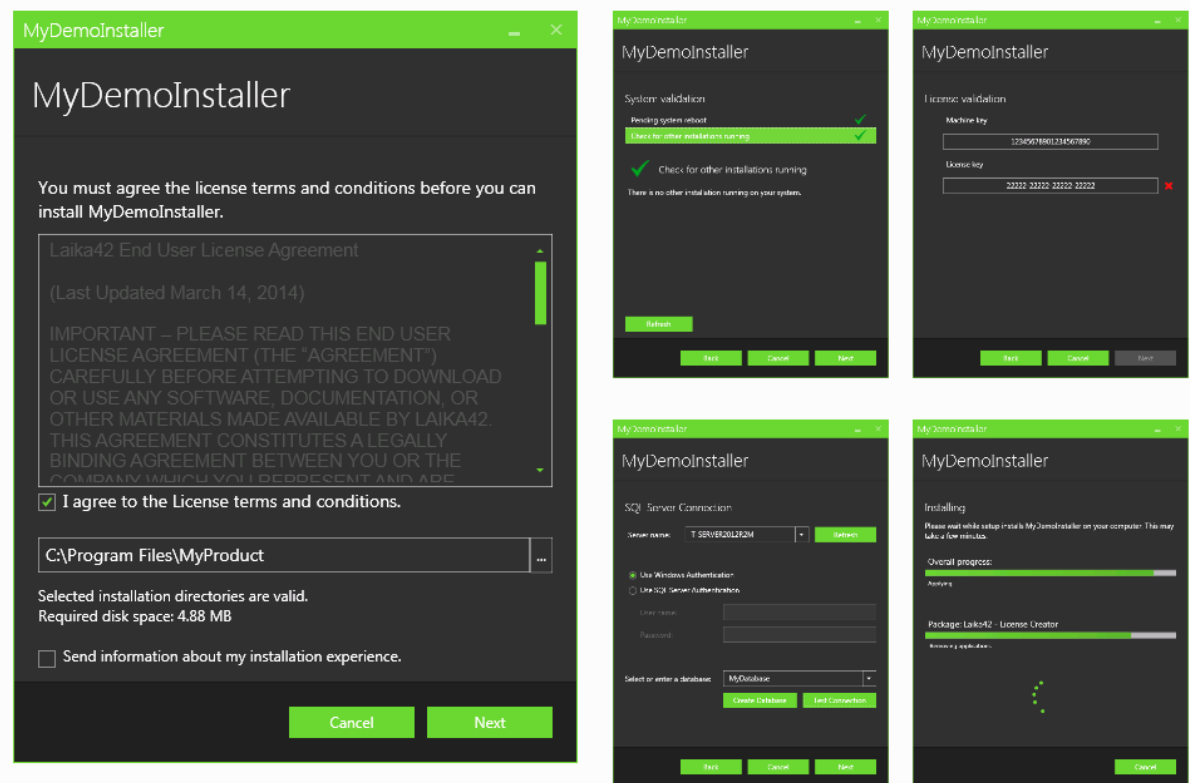 MyDemoInstaller
MyDemoInstaller
You must agree the license terms and conditions before you can
install MyDemoInstaller.
Laika42 End User License Agreement
(Last Updated March 14, 2014)
IMPORTANT – PLEASE READ THIS END USER
LICENSE AGREEMENT (THE “AGREEMENT”)
CAREFULLY BEFORE ATTEMPTING TO DOWNLOAD
OR USE ANY SOFTWARE, DOCUMENTATION, OR
OTHER MATERIALS MADE AVAILABLE BY LAIKA42.
THIS AGREEMENT CONSTITUTES A LEGALLY
BINDING AGREEMENT BETWEEN YOU OR THE
COMPANY WHICH YOU REPRESENT AND ARE
I agree to the License terms and conditions.
C:\Program Files\MyProduct
...
Selected installation directories are valid.
Required disk space: 4.88 MB
Send information about my installation experience.
Cancel
Next
MyDemoInstaller
MyDemoInstaller
System validation
Pending system reboot
Check for other installations running
Check for other installations running
There is no other installation running on your system.
Refresh
Back
Cancel
Next
MyDemoInstaller
MyDemoInstaller
License validation
Machine key
12345678901234567890
License key
22222-22222-22222-22222
Back
Cancel
Next
MyDemoInstaller
MyDemoInstaller
SQL Server Connection
Server name:
T-SERVER2012R2M
Refresh
Use Windows Authentication
Use SQL Server Authentication
User name:
Password:
Select or enter a database:
MyDatabase
Create Database
Test Connection
Back
Cancel
Next
MyDemoInstaller
MyDemoInstaller
Installing
Please wait while setup installs MyDemoInstaller on your computer. This may
take a few minutes.
Overall progress:
Applying
Package: Laika42 - License Creator
Removing applications
Cancel